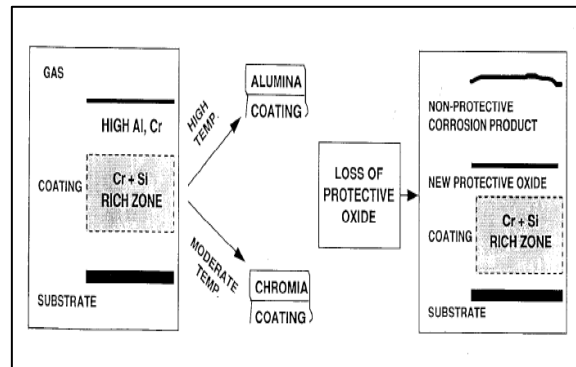 GAS
HIGH Al, Cr
COATING
Cr + Si
RICH ZONE
SUBSTRATE
HIGH
TEMP.
MODERATE
TEMP.
ALUMINA
COATING
CHROMIA
COATING
LOSS OF
PROTECTIVE
OXIDE
NON-PROTECTIVE
CORROSION PRODUCT
NEW PROTECTIVE OXIDE
COATING
Cr + Si
RICH ZONE
SUBSTRATE